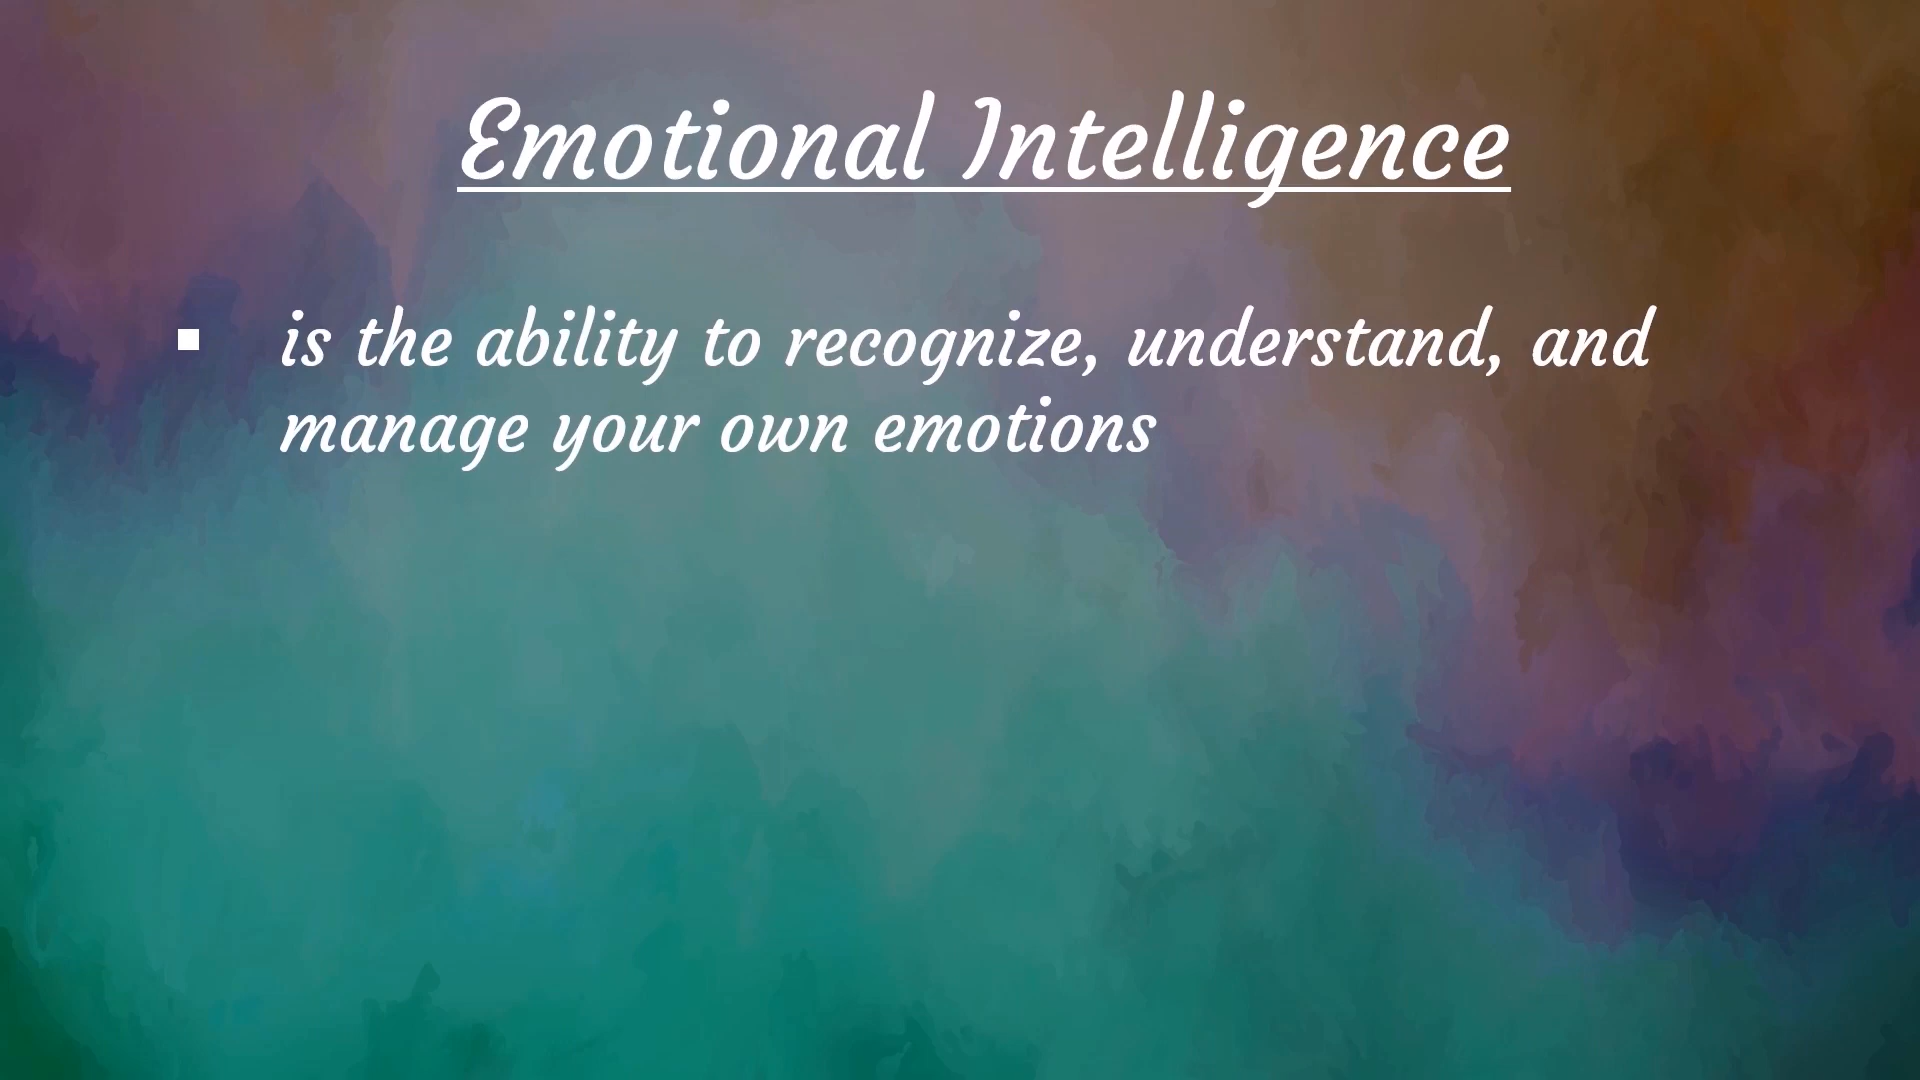 Emotional Intelligence
▪ is the ability to recognize, understand, and
manage your own emotions